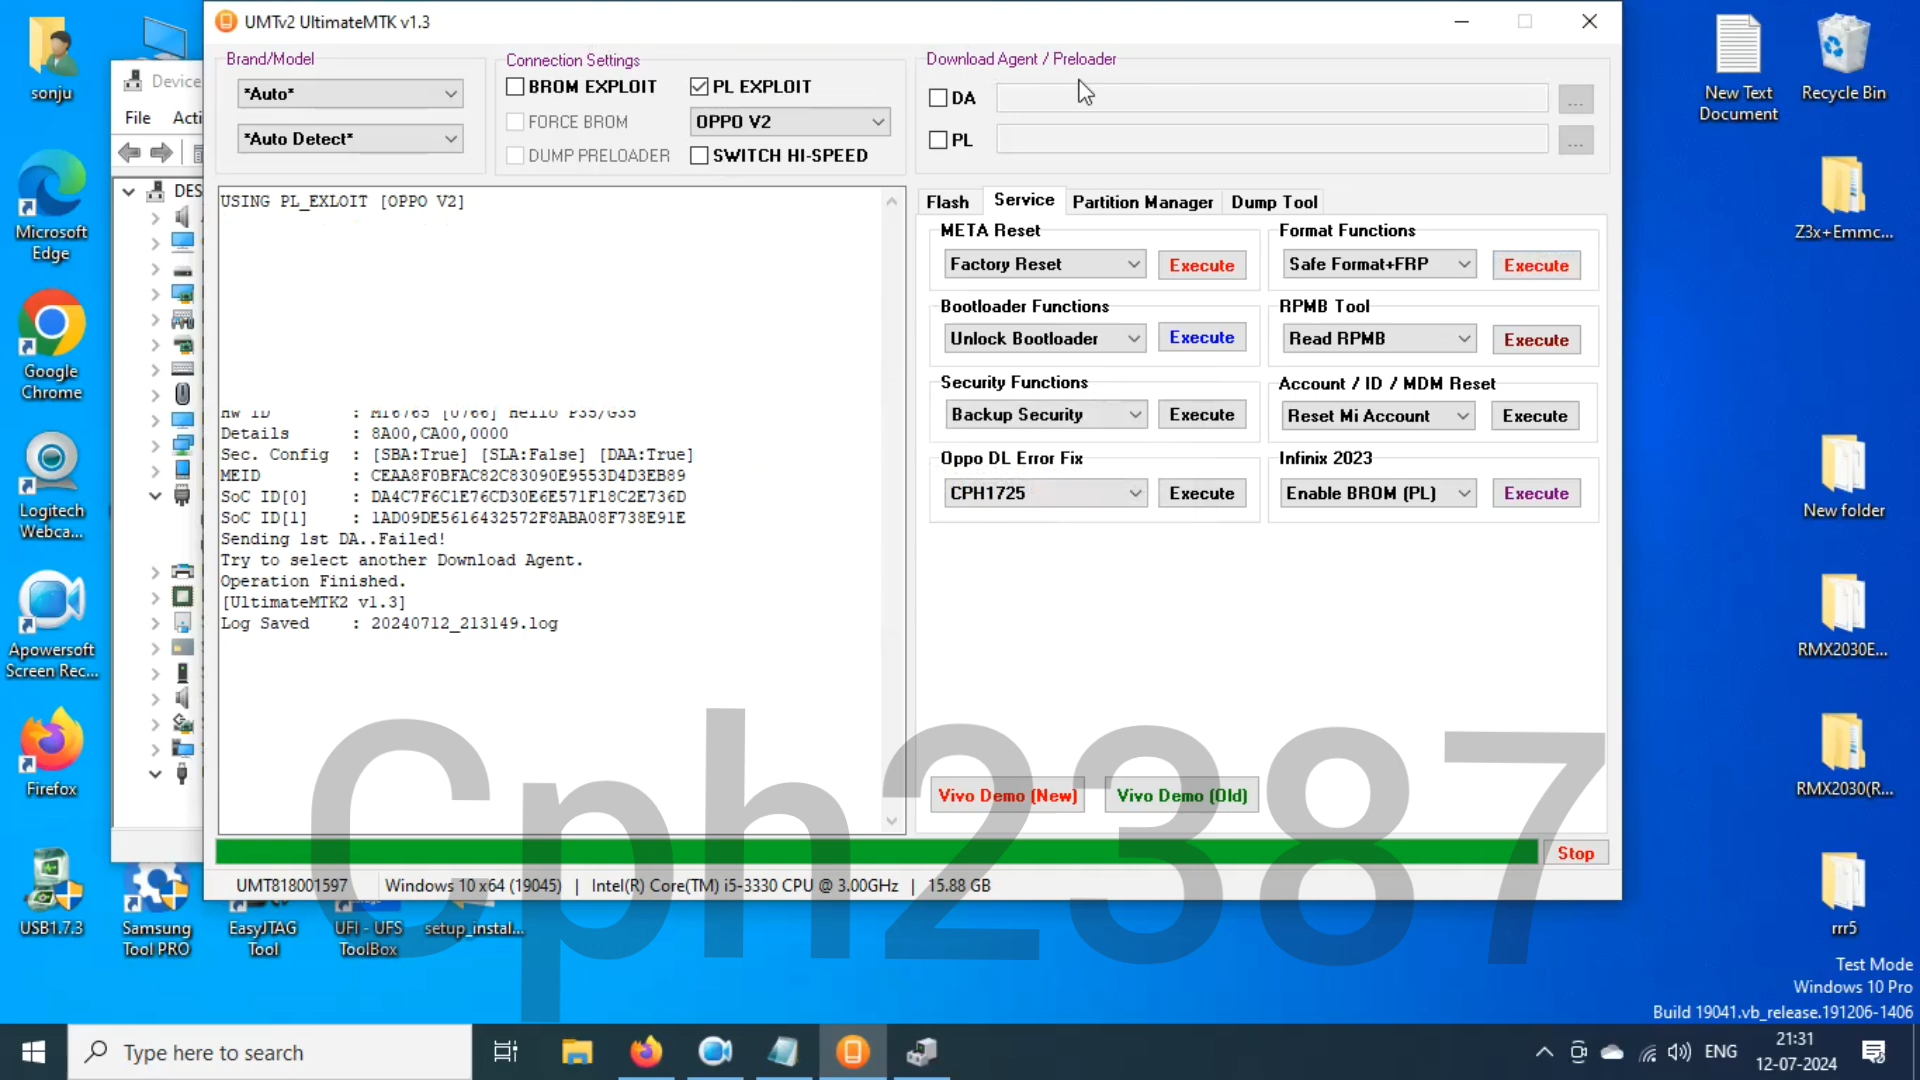 UMTv2 UltimateMTK v1.3
Brand/Model
*Auto*
*Auto Detect*
Connection Settings
BROM EXPLOIT
PL EXPLOIT
FORCE BROM
OPPO V2
DUMP PRELOADER
SWITCH HI-SPEED
Download Agent / Preloader
DA
...
PL
...
USING PL_EXLOIT [OPPO V2]
Hw ID : MT6765 [0766] Helio P35/G35
Details : 8A00,CA00,0000
Sec. Config : [SBA:True] [SLA:False] [DAA:True]
MEID : CEAA8F0BFAC82C83090E9553D4D3EB89
SoC ID[0] : DA4C7F6C1E76CD30E6E571F18C2E736D
SoC ID[1] : 1AD09DE5616432572F8ABA08F738E91E
Sending 1st DA..Failed!
Try to select another Download Agent.
Operation Finished.
[UltimateMTK2 v1.3]
Log Saved : 20240712_213149.log
Flash
Service
Partition Manager
Dump Tool
META Reset
Factory Reset
Execute
Format Functions
Safe Format+FRP
Execute
Bootloader Functions
Unlock Bootloader
Execute
RPMB Tool
Read RPMB
Execute
Security Functions
Backup Security
Execute
Account / ID / MDM Reset
Reset Mi Account
Execute
Oppo DL Error Fix
CPH1725
Execute
Infinix 2023
Enable BROM (PL)
Execute
Vivo Demo (New)
Vivo Demo (Old)
Stop
UMT818001597
Windows 10 x64 (19045) | Intel(R) Core(TM) i5-3330 CPU @ 3.00GHz | 15.88 GB
Cph2387
Device
File
Acti
DES
sonju
Microsoft
Edge
Google
Chrome
Logitech
Webca...
Apowersoft
Screen Rec...
Firefox
USB1.7.3
Samsung
Tool PRO
EasyJTAG
Tool
UFI - UFS
ToolBox
setup_instal...
New Text
Document
Recycle Bin
Z3x+Emmc...
New folder
RMX2030E...
RMX2030(R...
rrr5
Test Mode
Windows 10 Pro
Build 19041.vb_release.191206-1406
Type here to search
ENG
21:31
12-07-2024